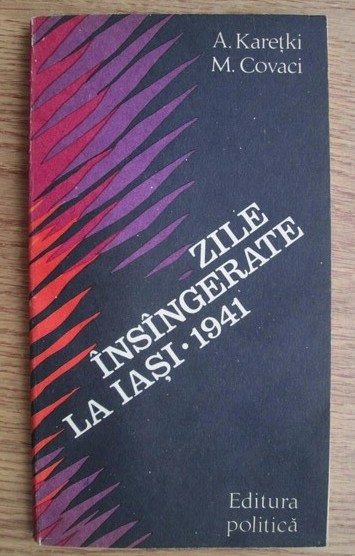 A. Karețki
M. Covaci
ZILE
ÎNSÎNGERATE
LA IAȘI · 1941
Editura
politică